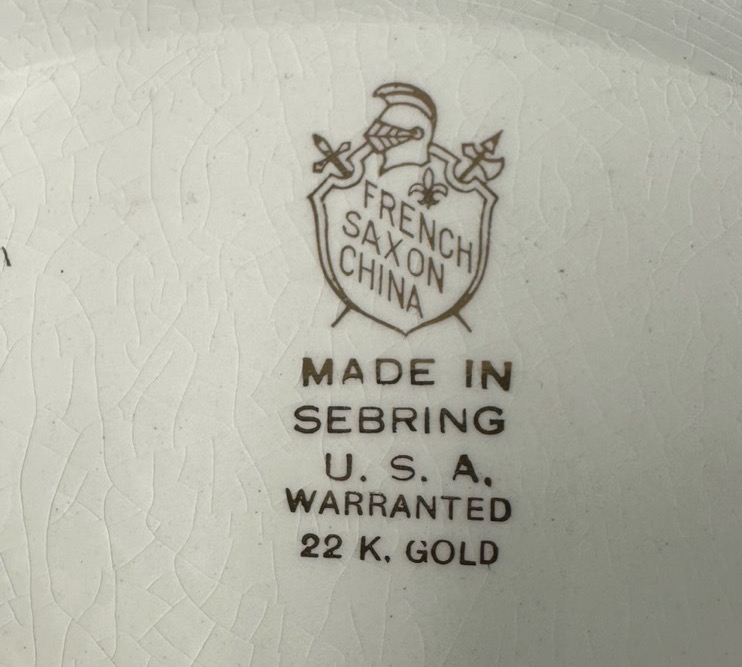 FRENCH
SAXON
CHINA
MADE IN
SEBRING
U. S. A.
WARRANTED
22 K. GOLD